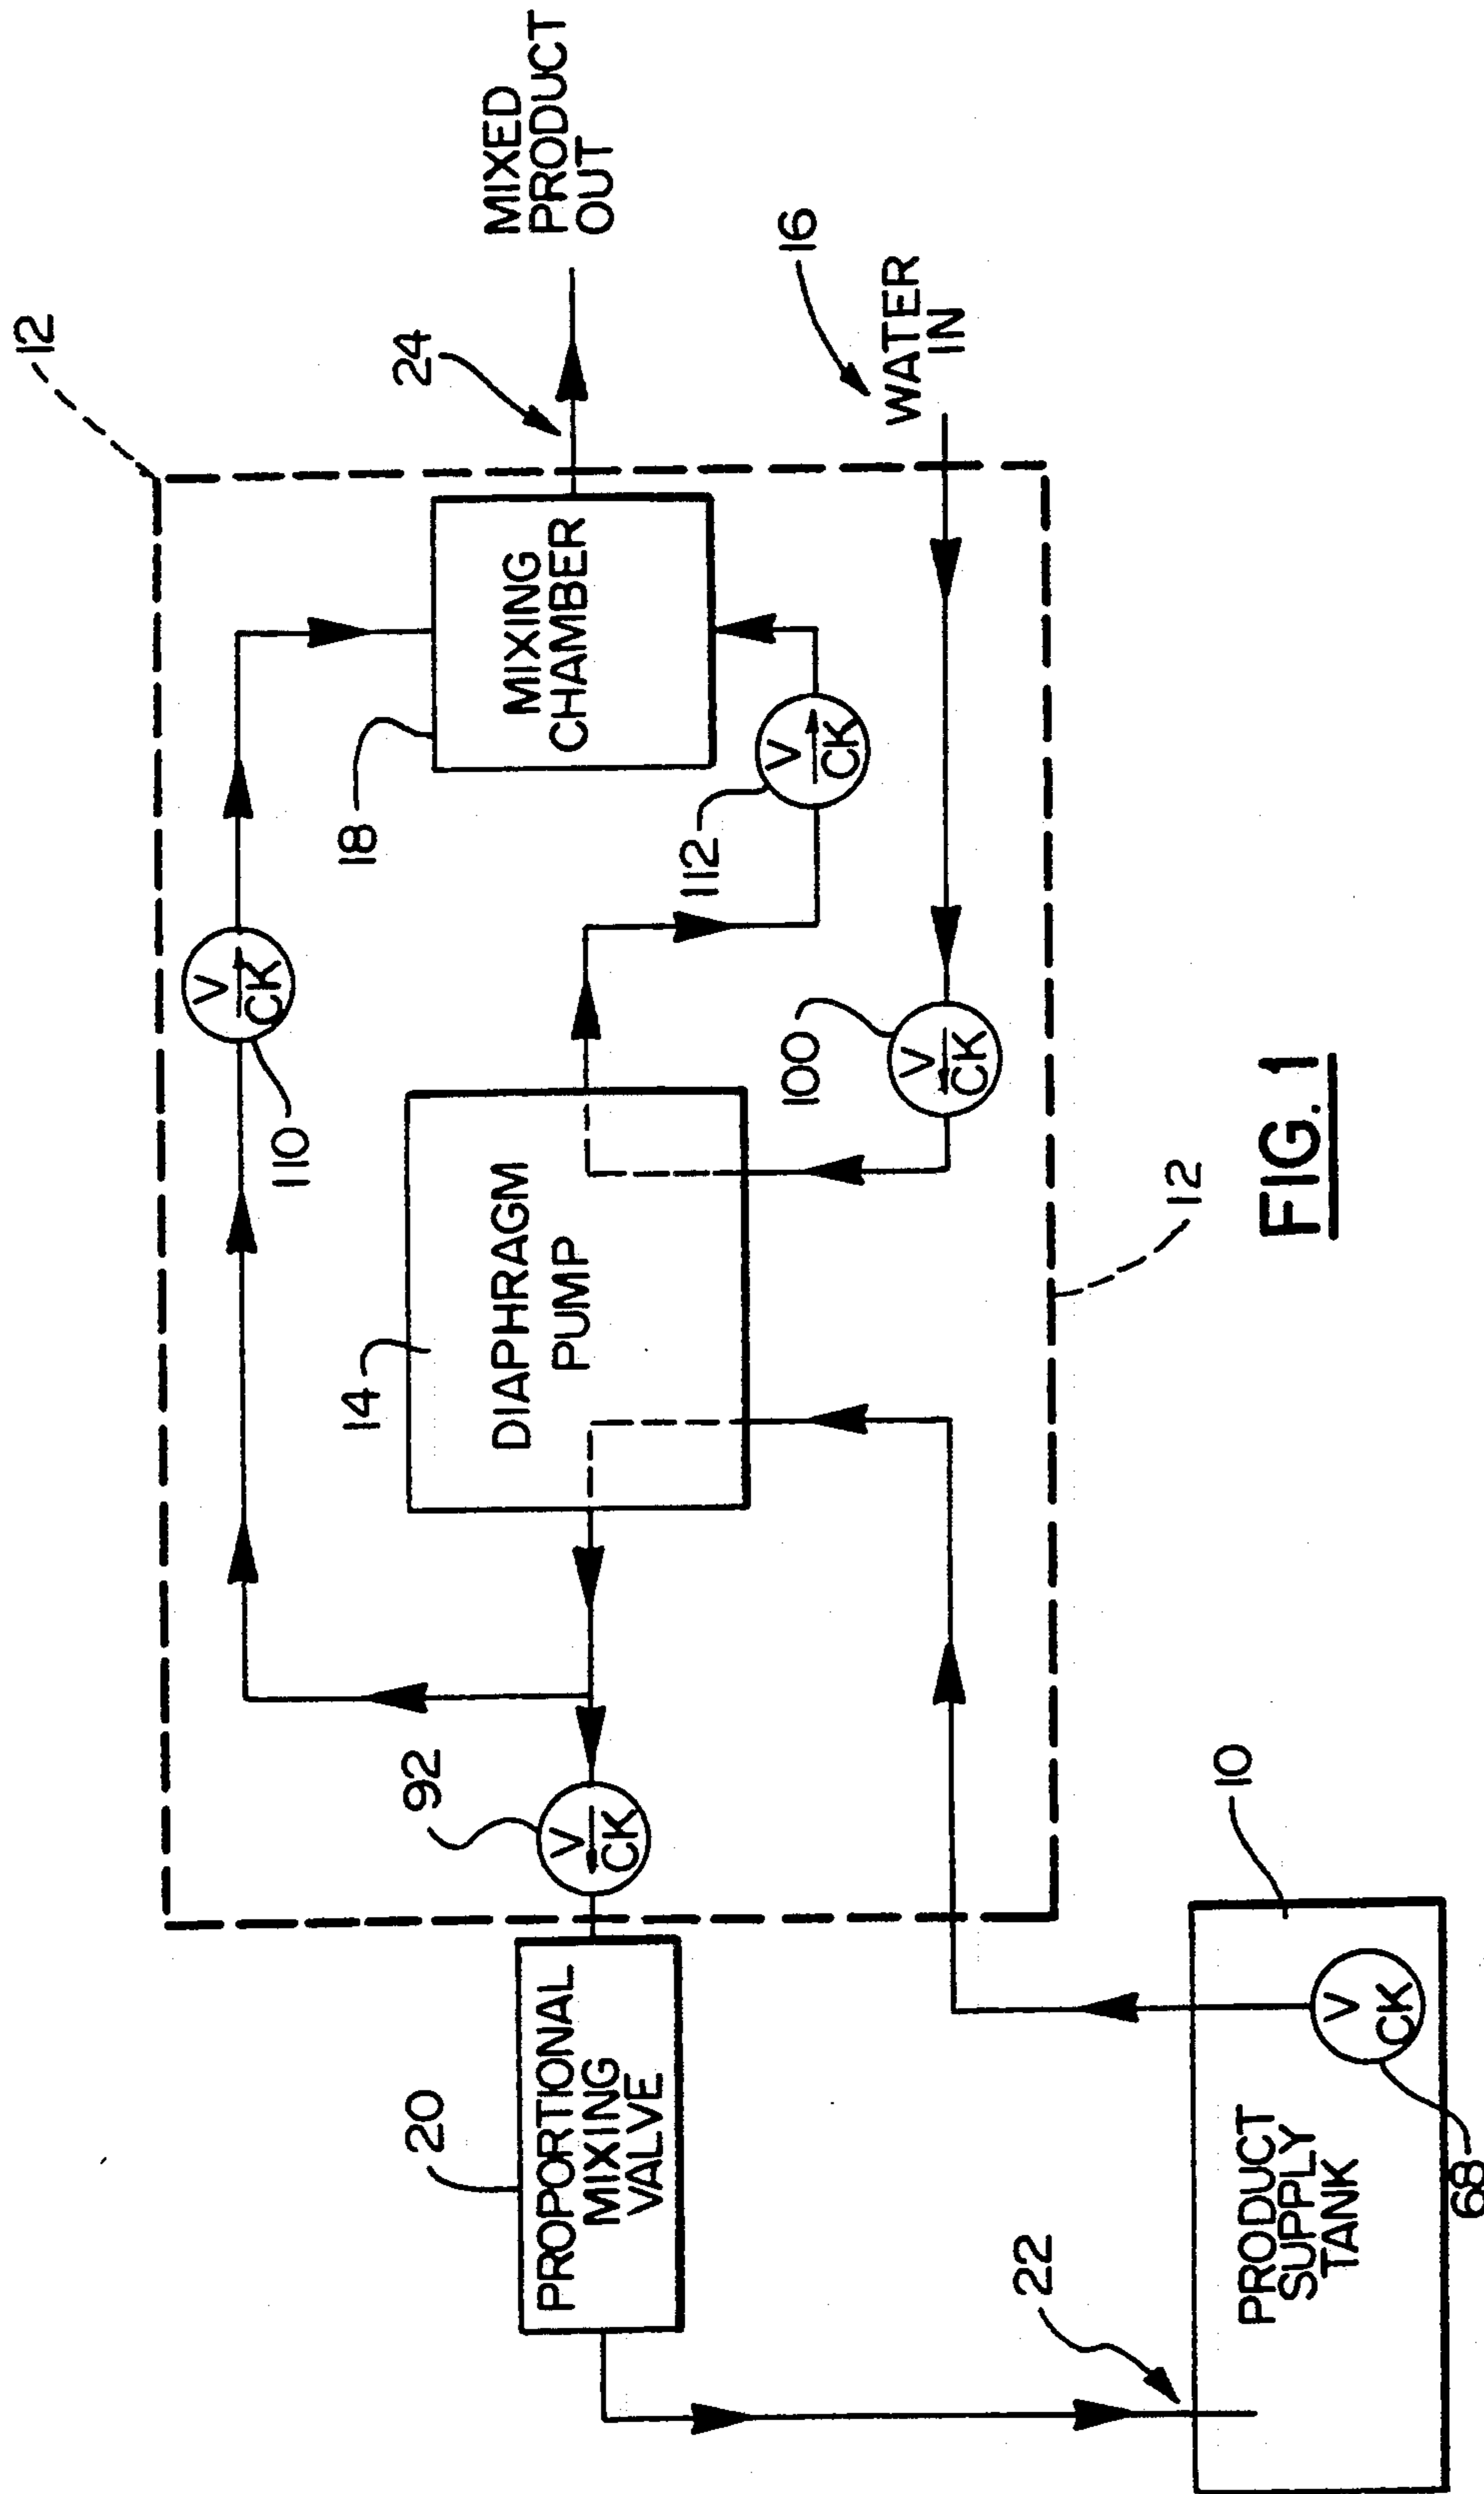 12
24
MIXED
PRODUCT
OUT
16
WATER
IN
18
MIXING
CHAMBER
V
CK
110
112
V
CK
100
V
CK
14
DIAPHRAGM
PUMP
12
92
V
CK
20
PROPORTIONAL
MIXING
VALVE
22
10
PRODUCT
SUPPLY
TANK
V
CK
68
FIG. 1